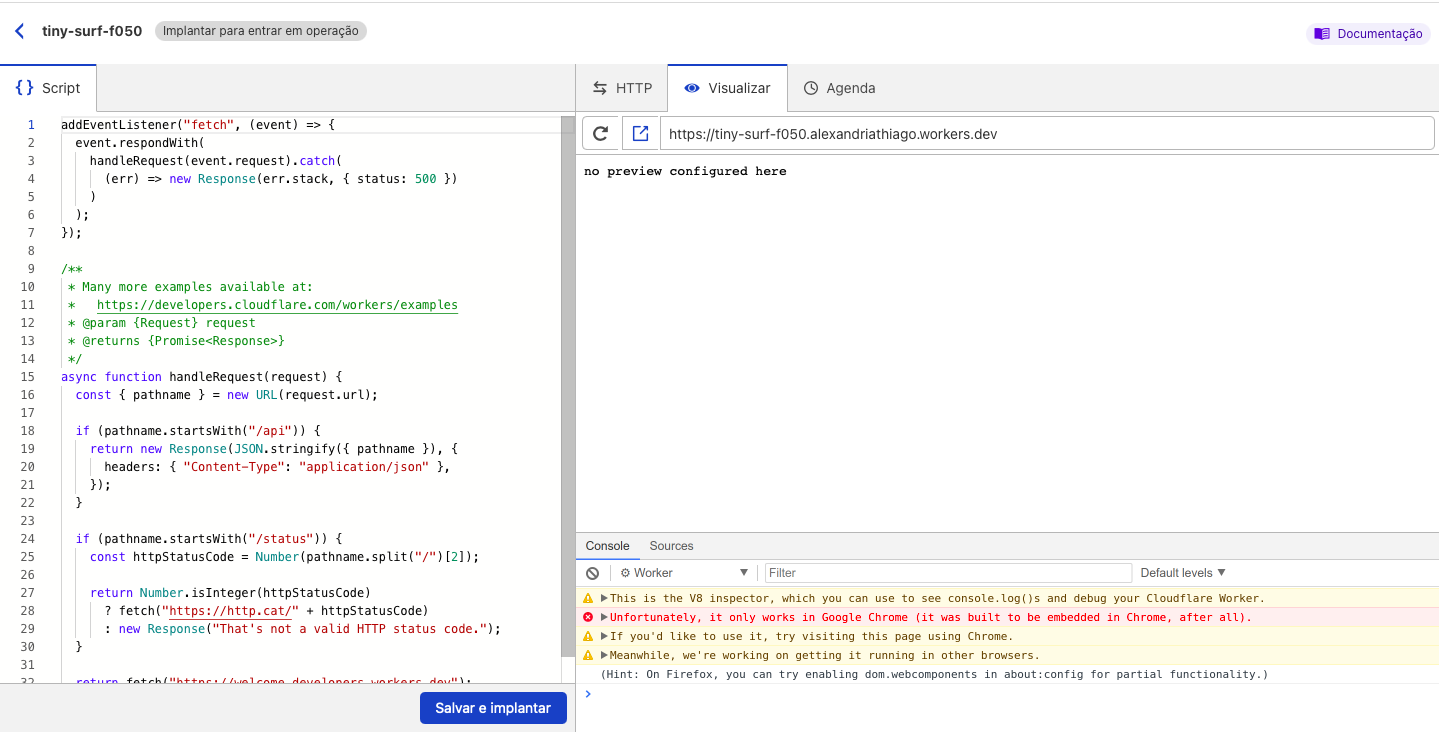 tiny-surf-f050 Implantar para entrar em operação
Documentação
{} Script
HTTP Visualizar Agenda
https://tiny-surf-f050.alexandriathiago.workers.dev
no preview configured here
1 addEventListener("fetch", (event) => {
2 event.respondWith(
3 handleRequest(event.request).catch(
4 (err) => new Response(err.stack, { status: 500 })
5 )
6 );
7 });
8
9 /**
10 * Many more examples available at:
11 * https://developers.cloudflare.com/workers/examples
12 * @param {Request} request
13 * @returns {Promise<Response>}
14 */
15 async function handleRequest(request) {
16 const { pathname } = new URL(request.url);
17
18 if (pathname.startsWith("/api")) {
19 return new Response(JSON.stringify({ pathname }), {
20 headers: { "Content-Type": "application/json" },
21 });
22 }
23
24 if (pathname.startsWith("/status")) {
25 const httpStatusCode = Number(pathname.split("/")[2]);
26
27 return Number.isInteger(httpStatusCode)
28 ? fetch("https://http.cat/" + httpStatusCode)
29 : new Response("That's not a valid HTTP status code.");
30 }
31
32 return fetch("https://welcome.developers.workers.dev");
Salvar e implantar
Console Sources
Worker Filter Default levels
This is the V8 inspector, which you can use to see console.log()s and debug your Cloudflare Worker.
Unfortunately, it only works in Google Chrome (it was built to be embedded in Chrome, after all).
If you'd like to use it, try visiting this page using Chrome.
Meanwhile, we're working on getting it running in other browsers.
(Hint: On Firefox, you can try enabling dom.webcomponents in about:config for partial functionality.)